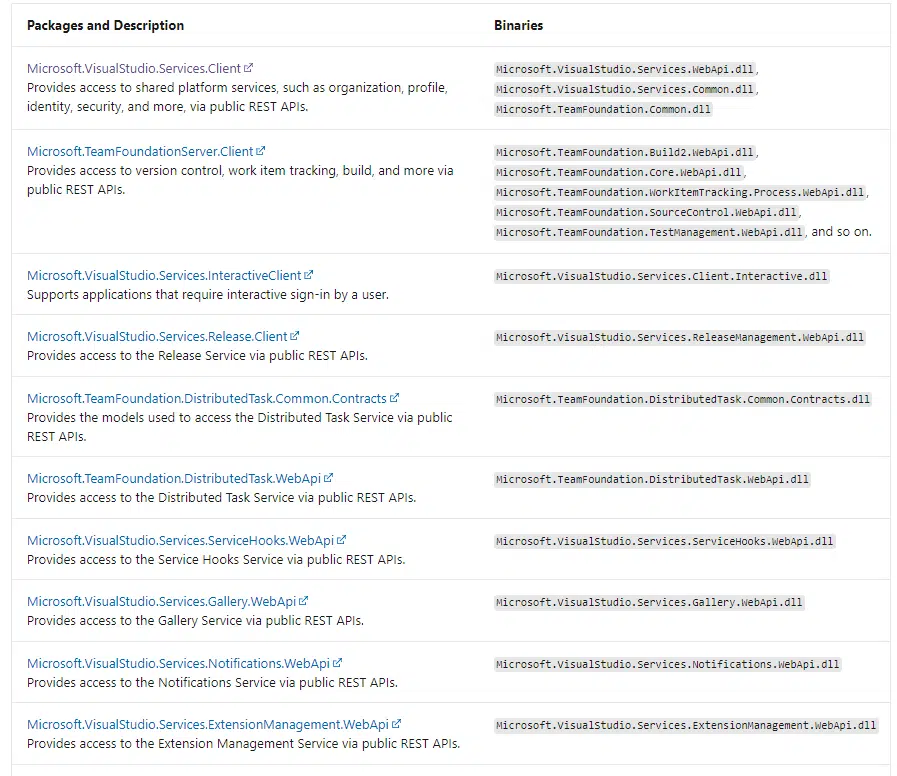 Packages and Description
Binaries
Microsoft.VisualStudio.Services.Client
Provides access to shared platform services, such as organization, profile,
identity, security, and more, via public REST APIs.
Microsoft.VisualStudio.Services.WebApi.dll,
Microsoft.VisualStudio.Services.Common.dll,
Microsoft.TeamFoundation.Common.dll
Microsoft.TeamFoundationServer.Client
Provides access to version control, work item tracking, build, and more via
public REST APIs.
Microsoft.TeamFoundation.Build2.WebApi.dll,
Microsoft.TeamFoundation.Core.WebApi.dll,
Microsoft.TeamFoundation.WorkItemTracking.Process.WebApi.dll,
Microsoft.TeamFoundation.SourceControl.WebApi.dll,
Microsoft.TeamFoundation.TestManagement.WebApi.dll, and so on.
Microsoft.VisualStudio.Services.InteractiveClient
Supports applications that require interactive sign-in by a user.
Microsoft.VisualStudio.Services.Client.Interactive.dll
Microsoft.VisualStudio.Services.Release.Client
Provides access to the Release Service via public REST APIs.
Microsoft.VisualStudio.Services.ReleaseManagement.WebApi.dll
Microsoft.TeamFoundation.DistributedTask.Common.Contracts
Provides the models used to access the Distributed Task Service via public
REST APIs.
Microsoft.TeamFoundation.DistributedTask.Common.Contracts.dll
Microsoft.TeamFoundation.DistributedTask.WebApi
Provides access to the Distributed Task Service via public REST APIs.
Microsoft.TeamFoundation.DistributedTask.WebApi.dll
Microsoft.VisualStudio.Services.ServiceHooks.WebApi
Provides access to the Service Hooks Service via public REST APIs.
Microsoft.VisualStudio.Services.ServiceHooks.WebApi.dll
Microsoft.VisualStudio.Services.Gallery.WebApi
Provides access to the Gallery Service via public REST APIs.
Microsoft.VisualStudio.Services.Gallery.WebApi.dll
Microsoft.VisualStudio.Services.Notifications.WebApi
Provides access to the Notifications Service via public REST APIs.
Microsoft.VisualStudio.Services.Notifications.WebApi.dll
Microsoft.VisualStudio.Services.ExtensionManagement.WebApi
Provides access to the Extension Management Service via public REST APIs.
Microsoft.VisualStudio.Services.ExtensionManagement.WebApi.dll